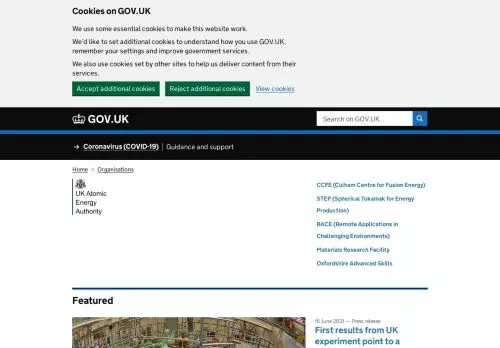 Cookies on GOV.UK
We use some essential cookies to make this website work.
We'd like to set additional cookies to understand how you use GOV.UK,
remember your settings and improve government services.
We also use cookies set by other sites to help us deliver content from their
services.
Accept additional cookies Reject additional cookies View cookies
GOV.UK Search on GOV.UK
→ Coronavirus (COVID-19) Guidance and support
Home > Organisations
UK Atomic
Energy
Authority
CCFE (Culham Centre for Fusion Energy)
STEP (Spherical Tokamak for Energy
Production)
RACE (Remote Applications in
Challenging Environments)
Materials Research Facility
Oxfordshire Advanced Skills
Featured
16 June 2021 — Press release
First results from UK
experiment point to a